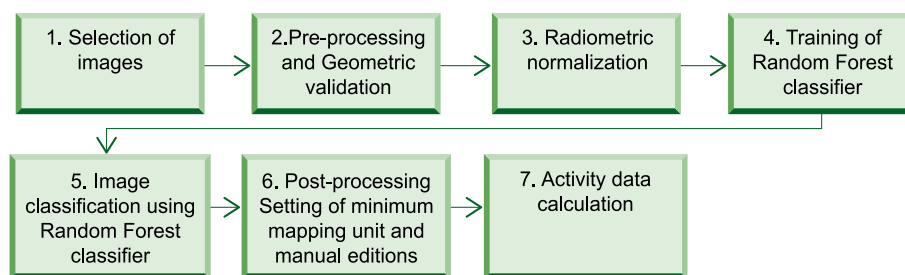 1. Selection of
images
2.Pre-processing
and Geometric
validation
3. Radiometric
normalization
4. Training of
Random Forest
classifier
5. Image
classification using
Random Forest
classifier
6. Post-processing
Setting of minimum
mapping unit and
manual editions
7. Activity data
calculation